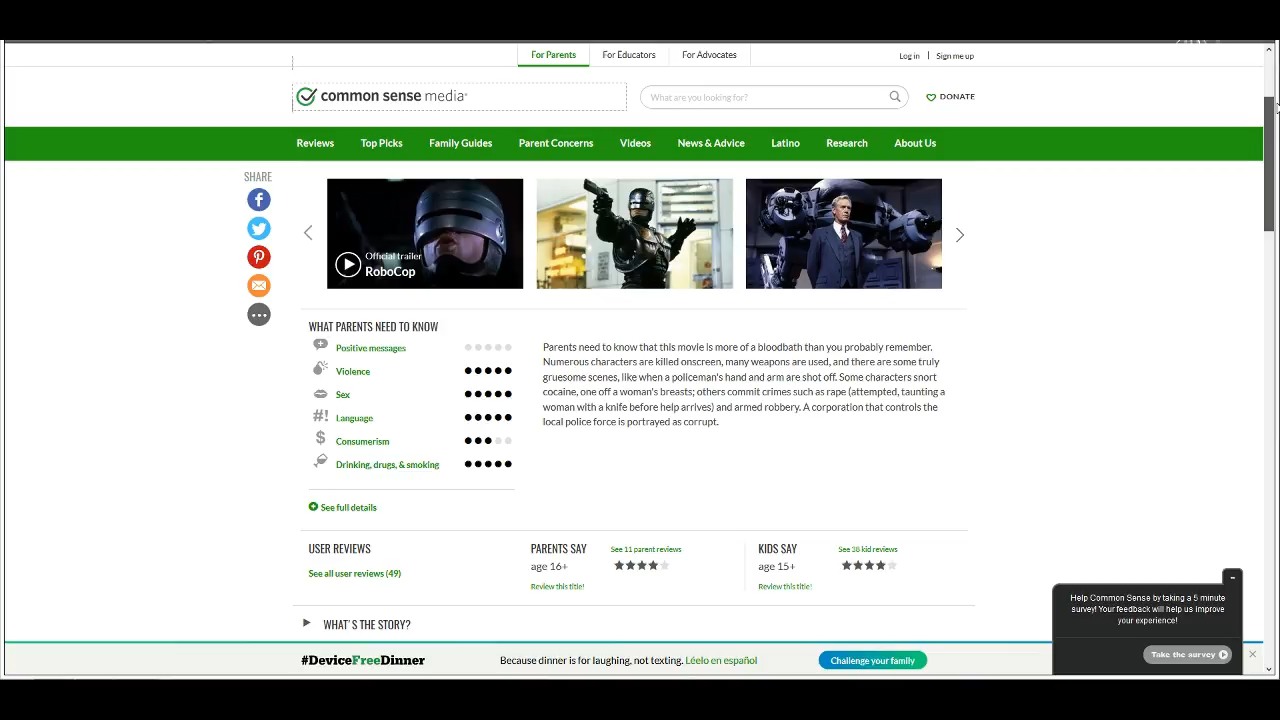 For Parents
For Educators
For Advocates
Log in
Sign me up
common sense media
What are you looking for?
DONATE
Reviews
Top Picks
Family Guides
Parent Concerns
Videos
News & Advice
Latino
Research
About Us
SHARE
Official trailer
RoboCop
WHAT PARENTS NEED TO KNOW
Positive messages
Violence
Sex
#! Language
$ Consumerism
Drinking, drugs, & smoking
See full details
Parents need to know that this movie is more of a bloodbath than you probably remember.
Numerous characters are killed onscreen, many weapons are used, and there are some truly
gruesome scenes, like when a policeman's hand and arm are shot off. Some characters snort
cocaine, one off a woman's breasts; others commit crimes such as rape (attempted, taunting a
woman with a knife before help arrives) and armed robbery. A corporation that controls the
local police force is portrayed as corrupt.
USER REVIEWS
See all user reviews (49)
PARENTS SAY
See 11 parent reviews
age 16+
Review this title!
KIDS SAY
See 38 kid reviews
age 15+
Review this title!
WHAT'S THE STORY?
Help Common Sense by taking a 5 minute
survey! Your feedback will help us improve
your experience!
Take the survey
#DeviceFreeDinner
Because dinner is for laughing, not texting. Léelo en español
Challenge your family